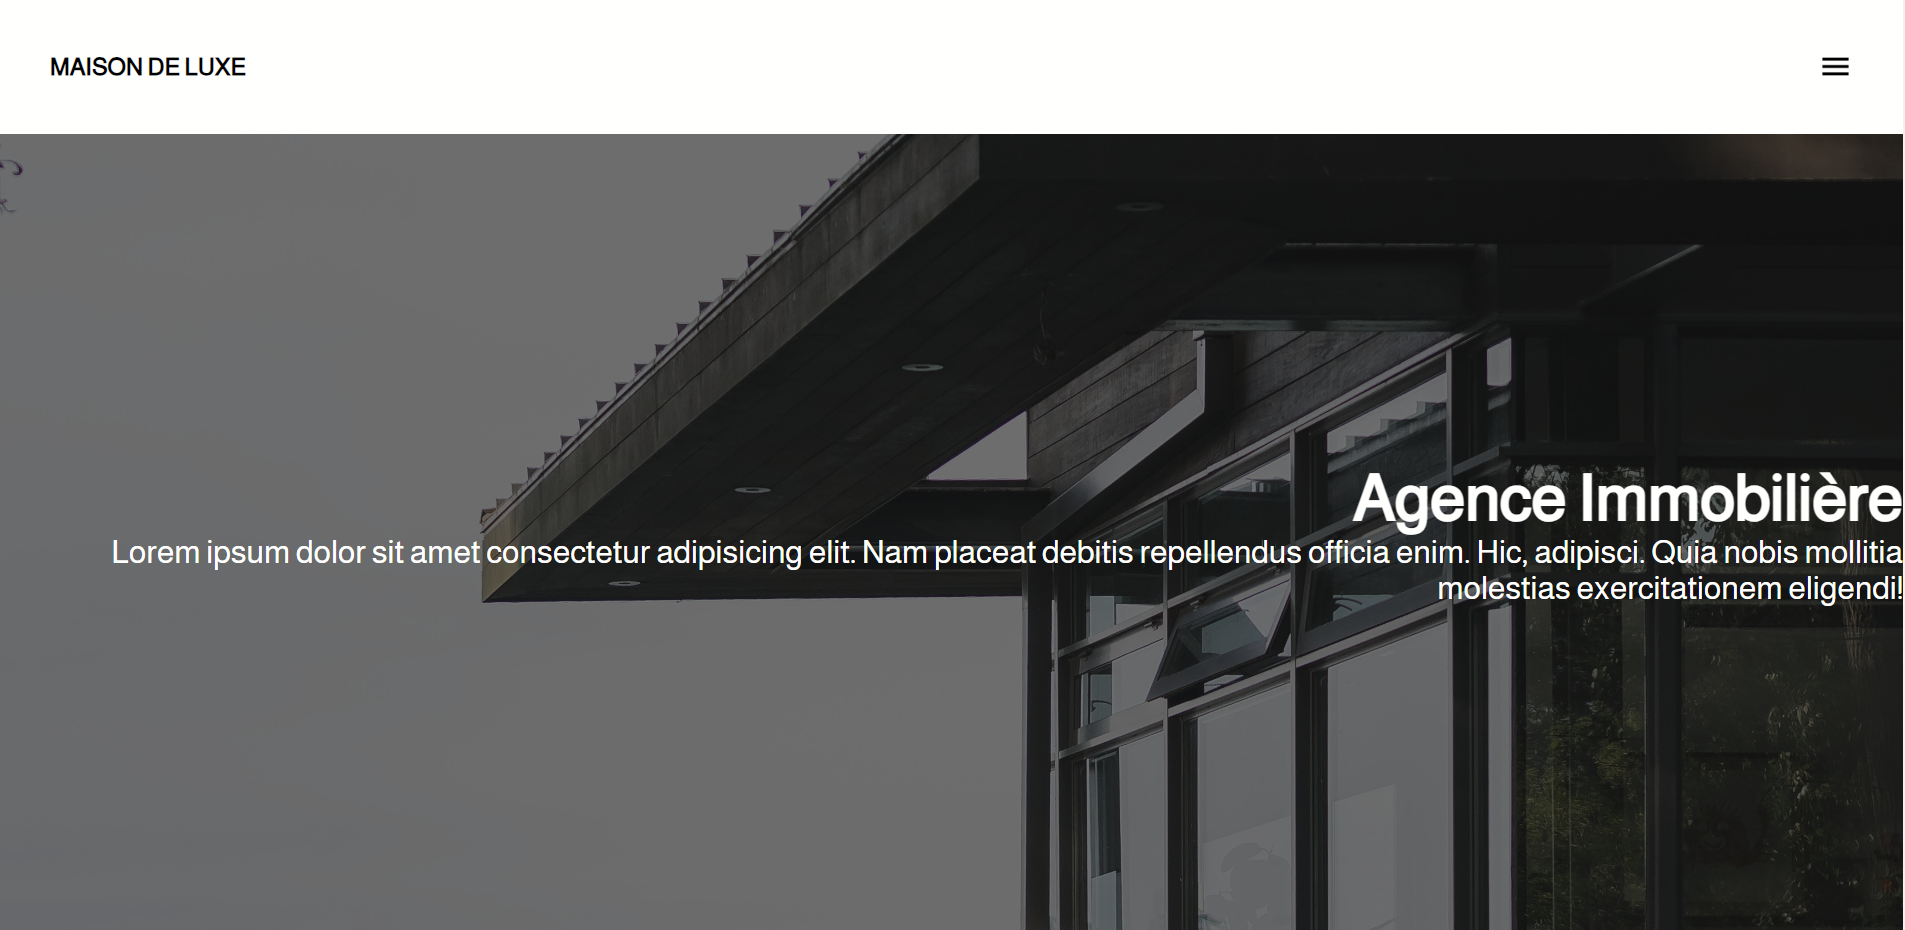 MAISON DE LUXE
Agence Immobilière
Lorem ipsum dolor sit amet consectetur adipisicing elit. Nam placeat debitis repellendus officia enim. Hic, adipisci. Quia nobis mollitia
molestias exercitationem eligendi!